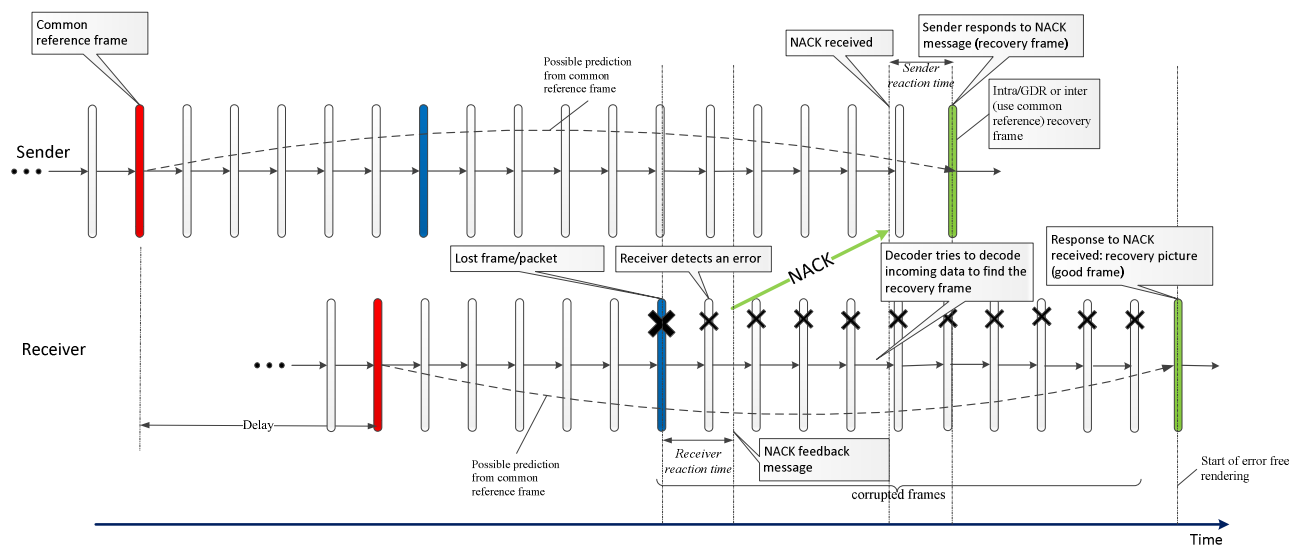 Common
reference frame
NACK received
Sender responds to NACK
message (recovery frame)
Possible prediction
from common
reference frame
Sender
reaction time
Intra/GDR or inter
(use common
reference) recovery
frame
Sender
Lost frame/packet
Receiver detects an error
NACK
Decoder tries to decode
incoming data to find the
recovery frame
Response to NACK
received: recovery picture
(good frame)
Receiver
Delay
Possible prediction
from common
reference frame
Receiver
reaction time
NACK feedback
message
corrupted frames
Start of error free
rendering
Time